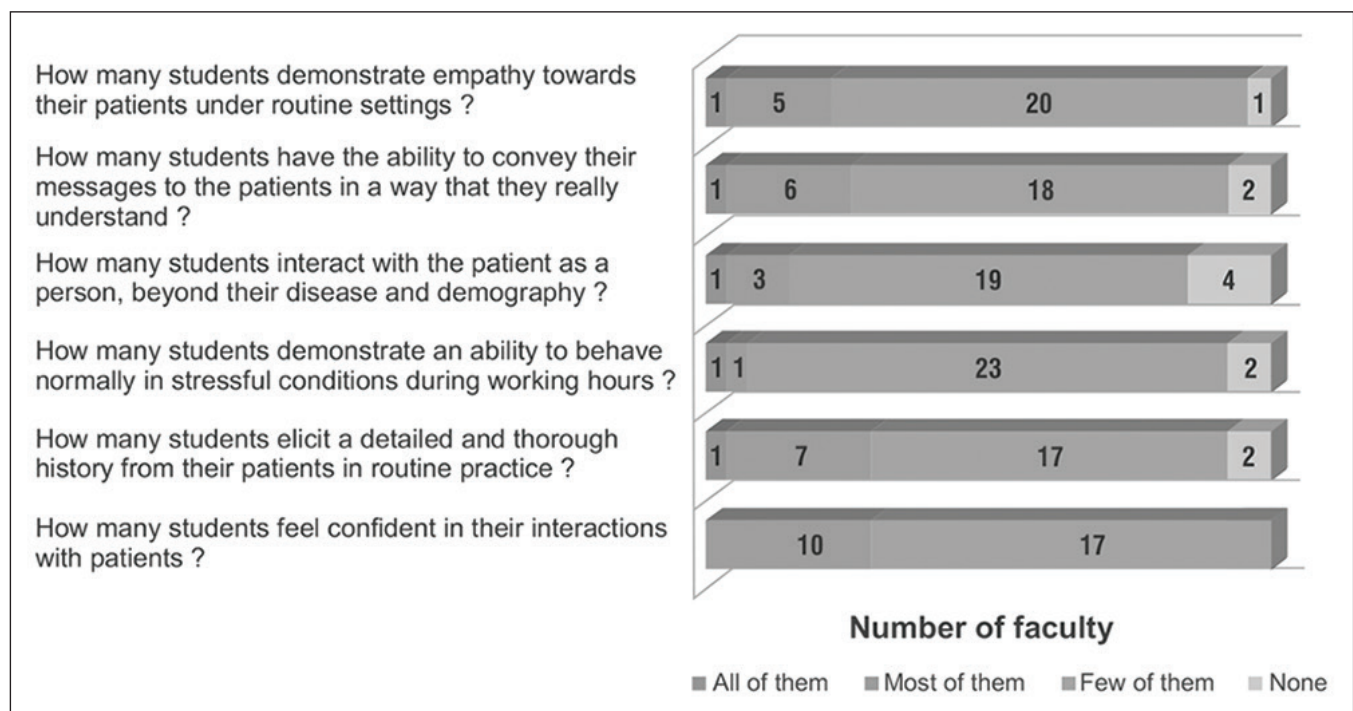 How many students demonstrate empathy towards
their patients under routine settings ?
1 5 20 1
How many students have the ability to convey their
messages to the patients in a way that they really
understand ?
1 6 18 2
How many students interact with the patient as a
person, beyond their disease and demography ?
1 3 19 4
How many students demonstrate an ability to behave
normally in stressful conditions during working hours ?
1 1 23 2
How many students elicit a detailed and thorough
history from their patients in routine practice ?
1 7 17 2
How many students feel confident in their interactions
with patients ?
10 17
Number of faculty
All of them Most of them Few of them None